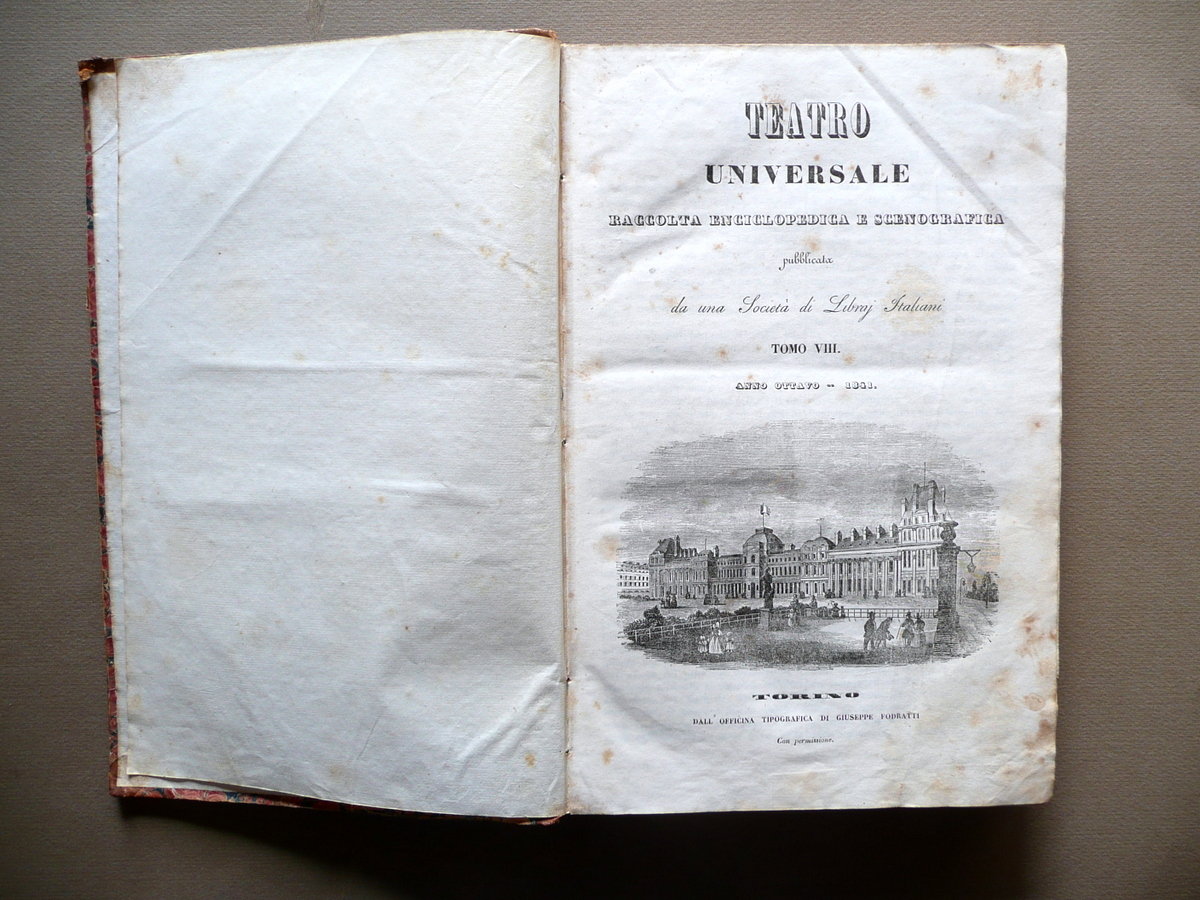 TEATRO
UNIVERSALE
RACCOLTA ENCICLOPEDICA E SCENOGRAFICA
pubblicata
da una Società di Libraj Italiani
TOMO VIII.
ANNO OTTAVO — 1841.
TORINO
DALL' OFFICINA TIPOGRAFICA DI GIUSEPPE FODRATTI
Con permissione.